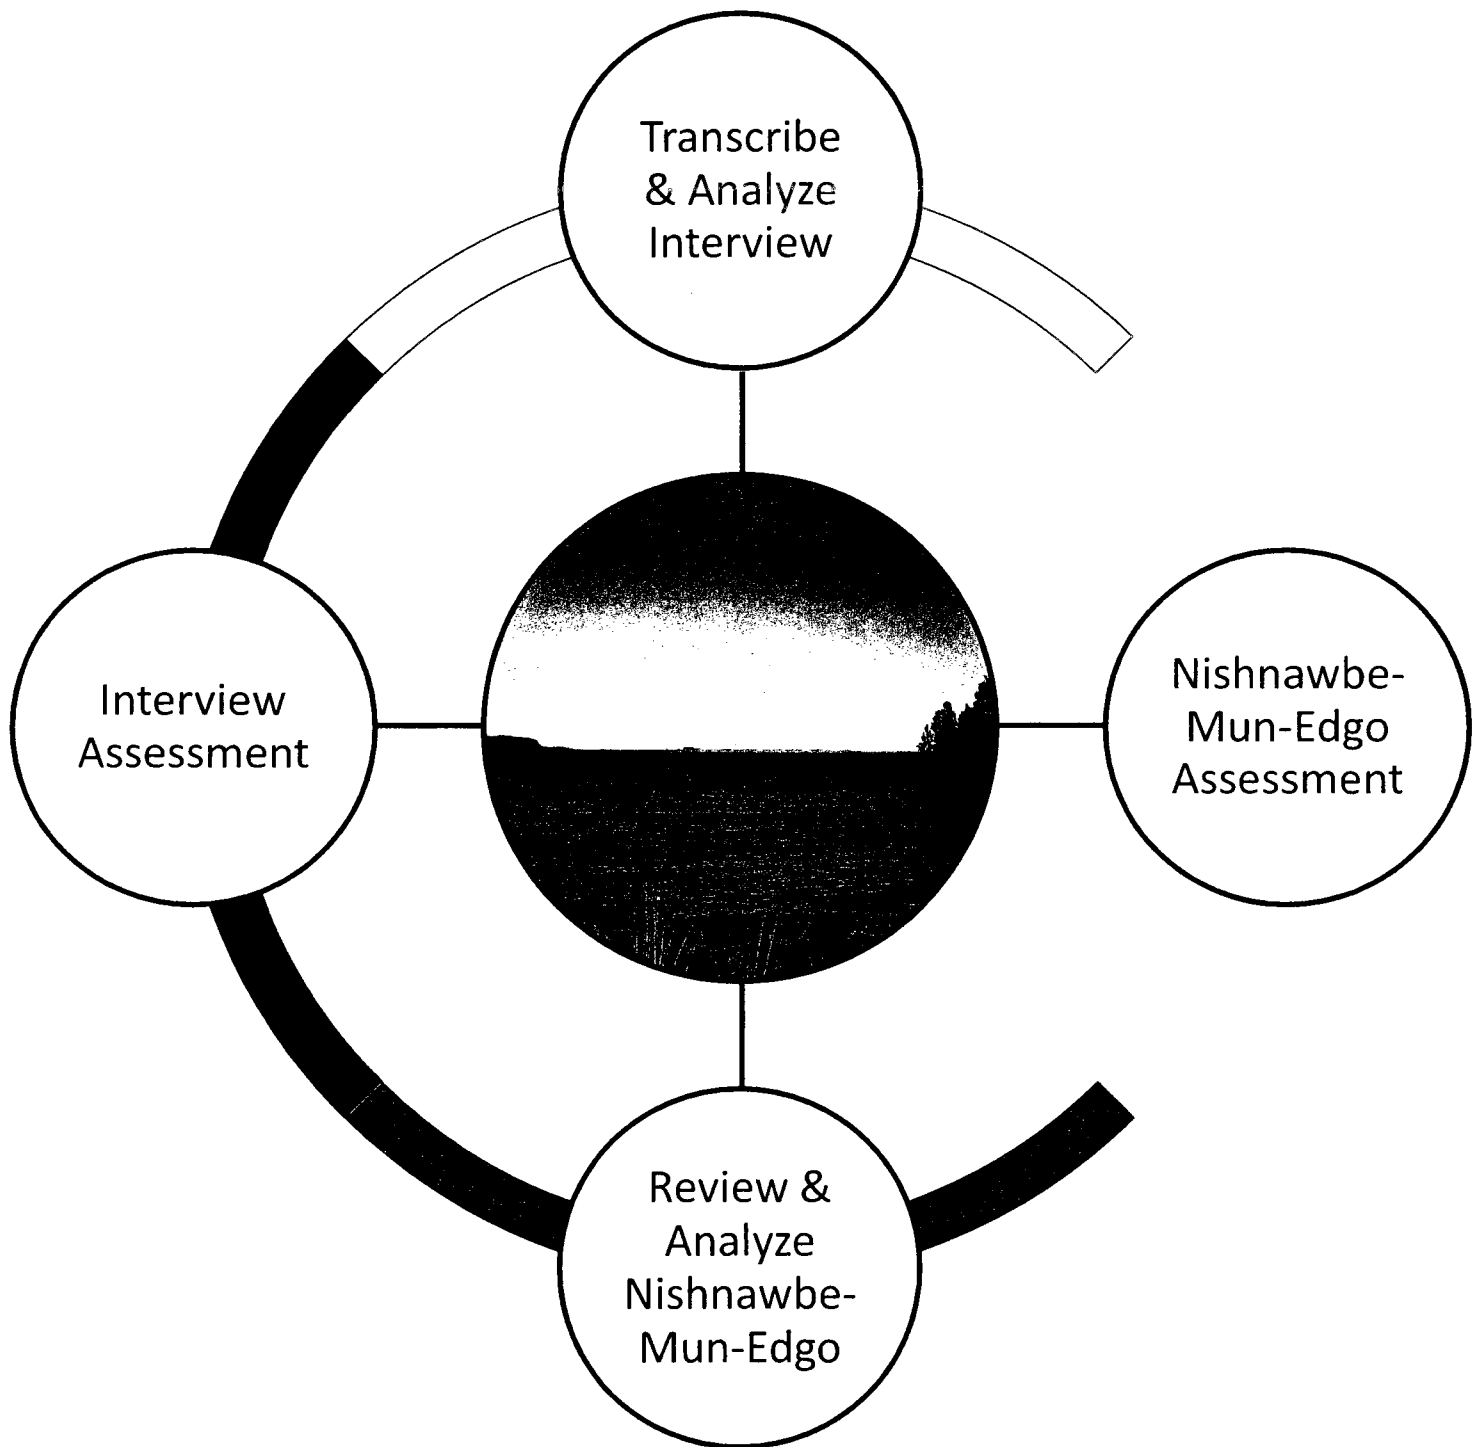 Transcribe
& Analyze
Interview
Interview
Assessment
Nishnawbe-
Mun-Edgo
Assessment
Review &
Analyze
Nishnawbe-
Mun-Edgo